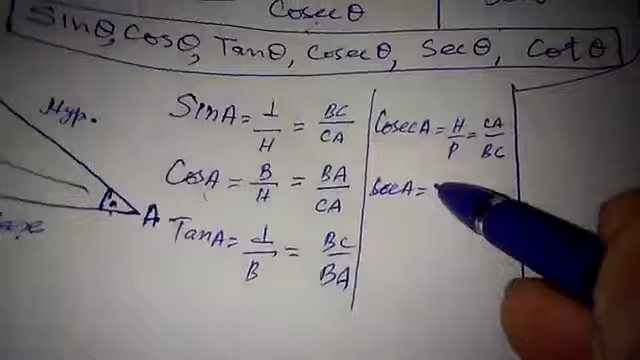 Cosecθ
Sinθ, Cosθ, Tanθ, Cosecθ, Secθ, Cotθ
Hyp.
A
SinA = ⊥/H = BC/CA
CosA = B/H = BA/CA
TanA = ⊥/B = BC/BA
CosecA = H/P = CA/BC
SecA =